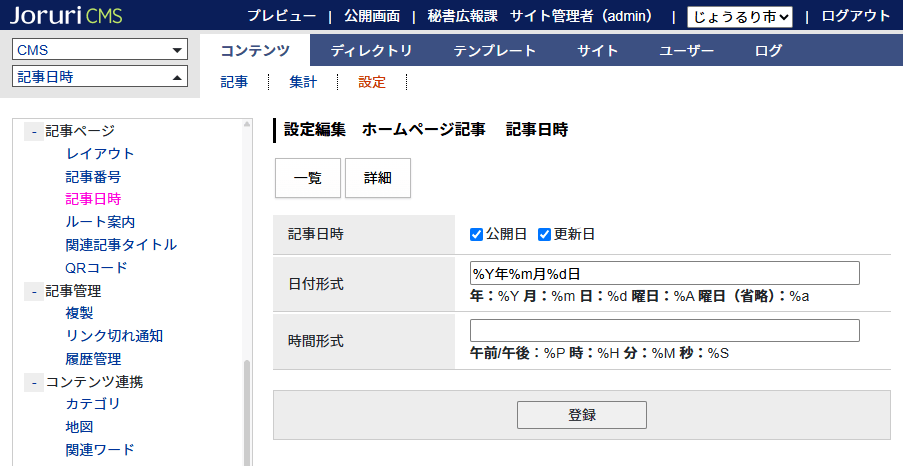 Joruri CMS
プレビュー | 公開画面 | 秘書広報課 サイト管理者（admin） | じょうるり市 | ログアウト
CMS
記事日時
コンテンツ ディレクトリ テンプレート サイト ユーザー ログ
記事 集計 設定
- 記事ページ
レイアウト
記事番号
記事日時
ルート案内
関連記事タイトル
QRコード
- 記事管理
複製
リンク切れ通知
履歴管理
- コンテンツ連携
カテゴリ
地図
関連ワード
設定編集 ホームページ記事 記事日時
一覧 詳細
記事日時 公開日 更新日
日付形式 %Y年%m月%d日
年：%Y 月：%m 日：%d 曜日：%A 曜日（省略）：%a
時間形式
午前/午後：%P 時：%H 分：%M 秒：%S
登録